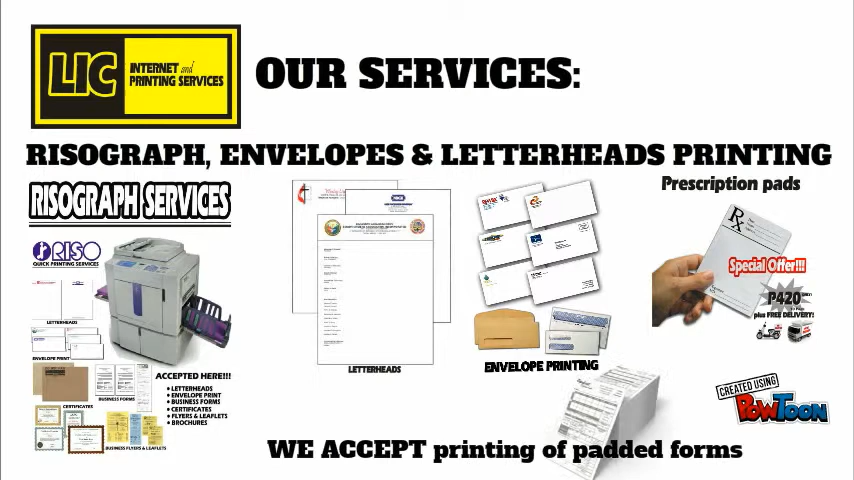 LIC
INTERNET and
PRINTING SERVICES
OUR SERVICES:
RISOGRAPH, ENVELOPES & LETTERHEADS PRINTING
RISOGRAPH SERVICES
Prescription pads
RISO
QUICK PRINTING SERVICES
LETTERHEADS
ENVELOPE PRINT
BUSINESS FORMS
CERTIFICATES
BUSINESS FLYERS & LEAFLETS
ACCEPTED HERE!!!
• LETTERHEADS
• ENVELOPE PRINT
• BUSINESS FORMS
• CERTIFICATES
• FLYERS & LEAFLETS
• BROCHURES
LETTERHEADS
ENVELOPE PRINTING
Rx
Special Offer!!!
P420
plus FREE DELIVERY!
CREATED USING
POWTOON
WE ACCEPT printing of padded forms